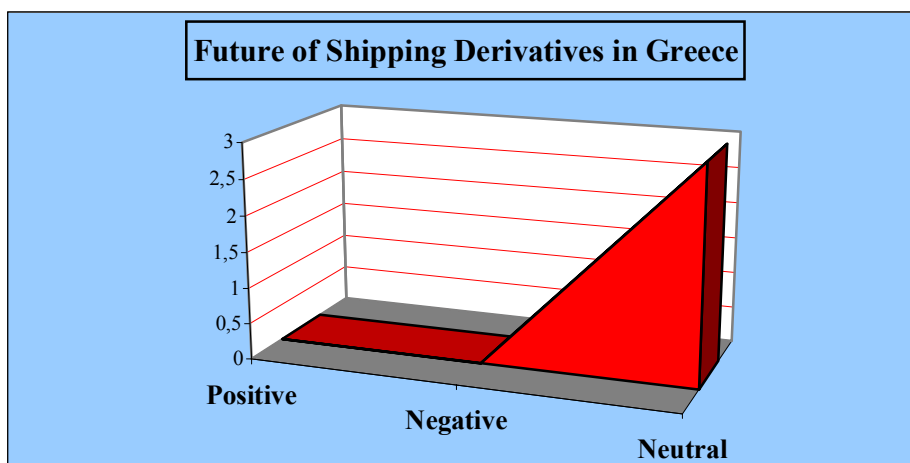 Future of Shipping Derivatives in Greece
3
2,5
2
1,5
1
0,5
0
Positive
Negative
Neutral